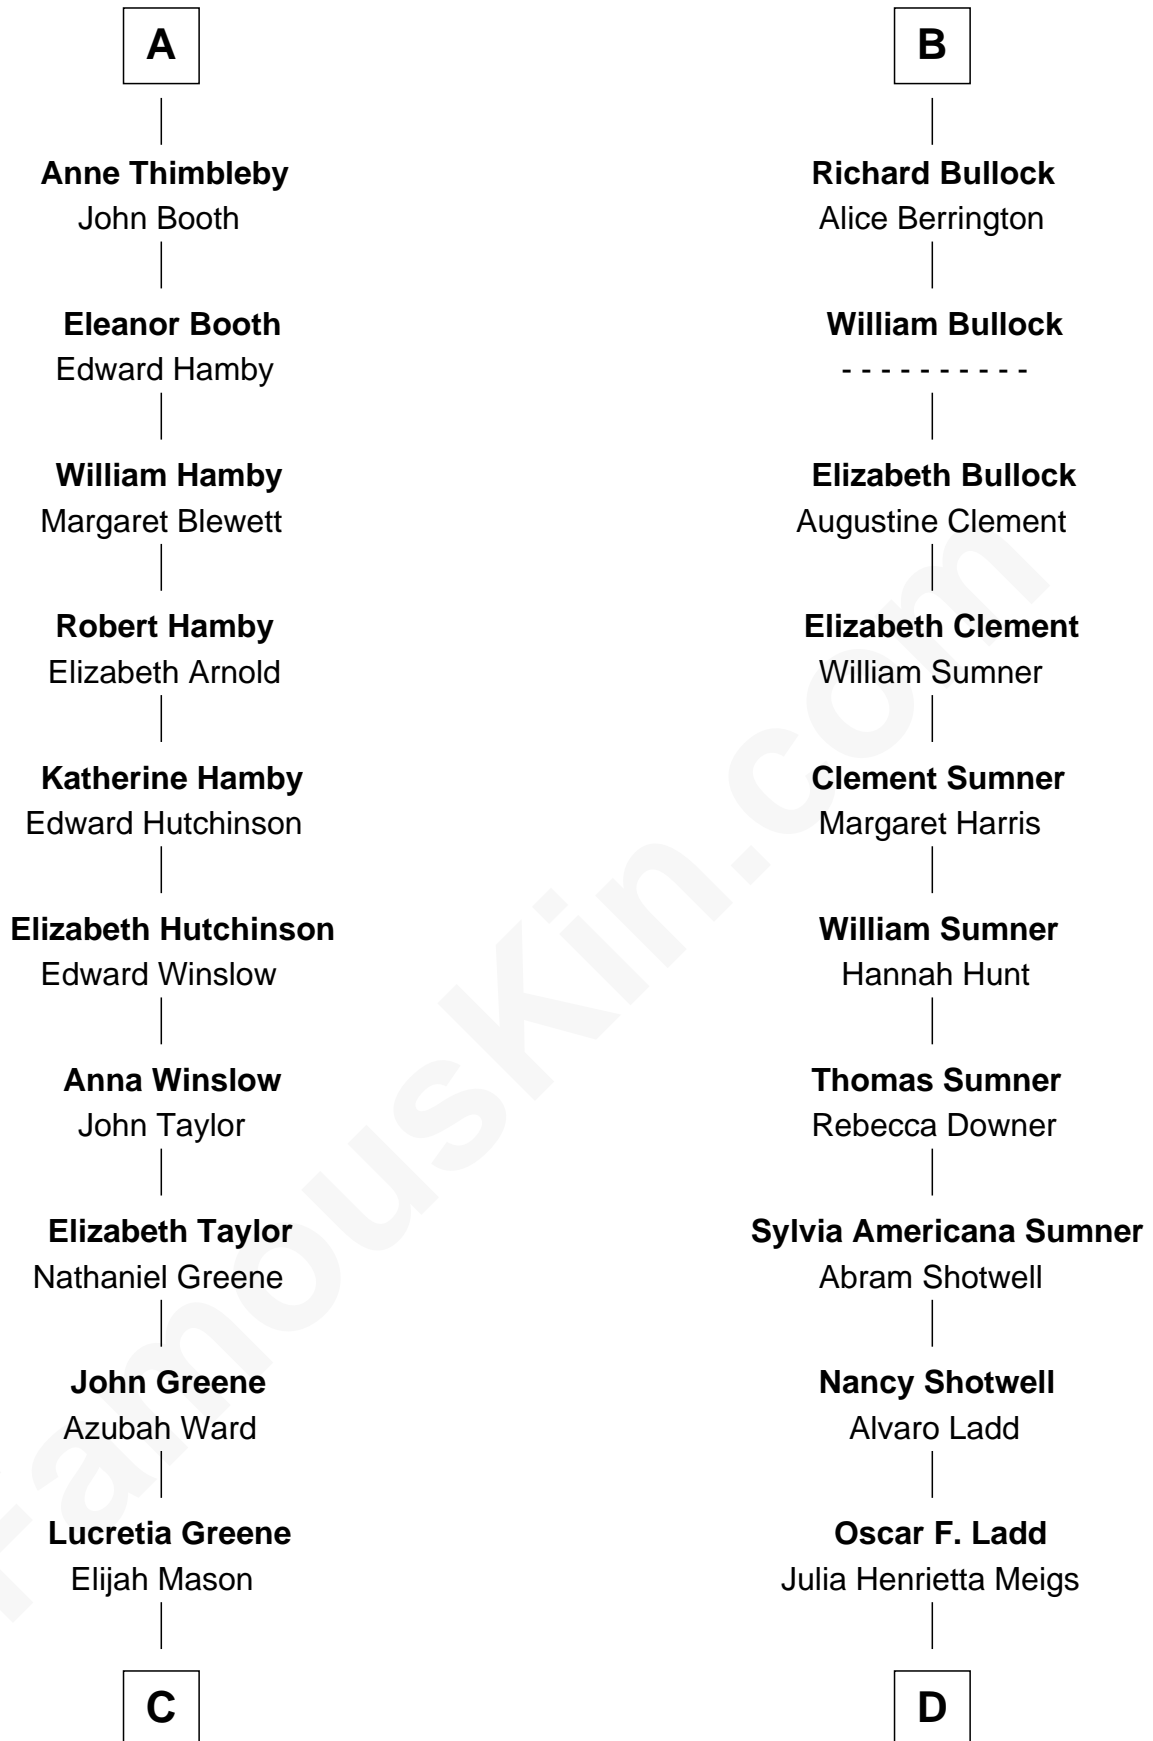 A
Anne Thimbleby
John Booth
Eleanor Booth
Edward Hamby
William Hamby
Margaret Blewett
Robert Hamby
Elizabeth Arnold
Katherine Hamby
Edward Hutchinson
Elizabeth Hutchinson
Edward Winslow
Anna Winslow
John Taylor
Elizabeth Taylor
Nathaniel Greene
John Greene
Azubah Ward
Lucretia Greene
Elijah Mason
C
B
Richard Bullock
Alice Berrington
William Bullock
- - - - - - - - - -
Elizabeth Bullock
Augustine Clement
Elizabeth Clement
William Sumner
Clement Sumner
Margaret Harris
William Sumner
Hannah Hunt
Thomas Sumner
Rebecca Downer
Sylvia Americana Sumner
Abram Shotwell
Nancy Shotwell
Alvaro Ladd
Oscar F. Ladd
Julia Henrietta Meigs
D
FamousKin.com